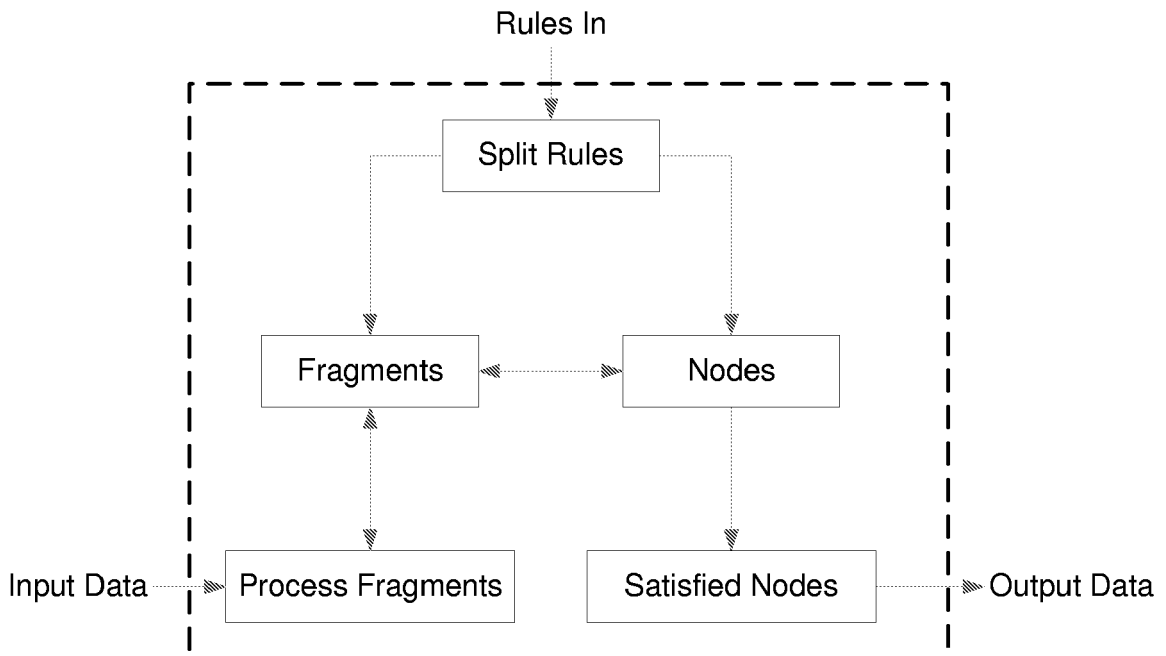 Rules In
Split Rules
Fragments
Nodes
Input Data
Process Fragments
Satisfied Nodes
Output Data